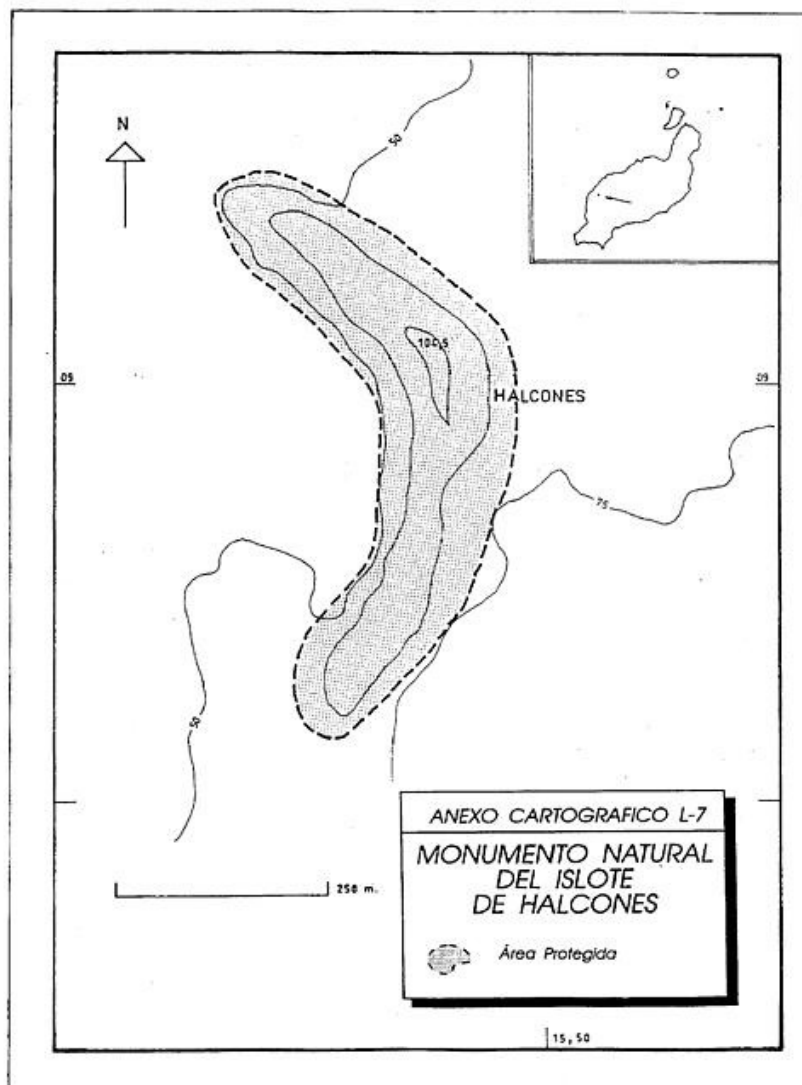 N
50
104,5
09
09
HALCONES
75
50
ANEXO CARTOGRAFICO L-7
MONUMENTO NATURAL
DEL ISLOTE
DE HALCONES
250 m.
Área Protegida
15,50